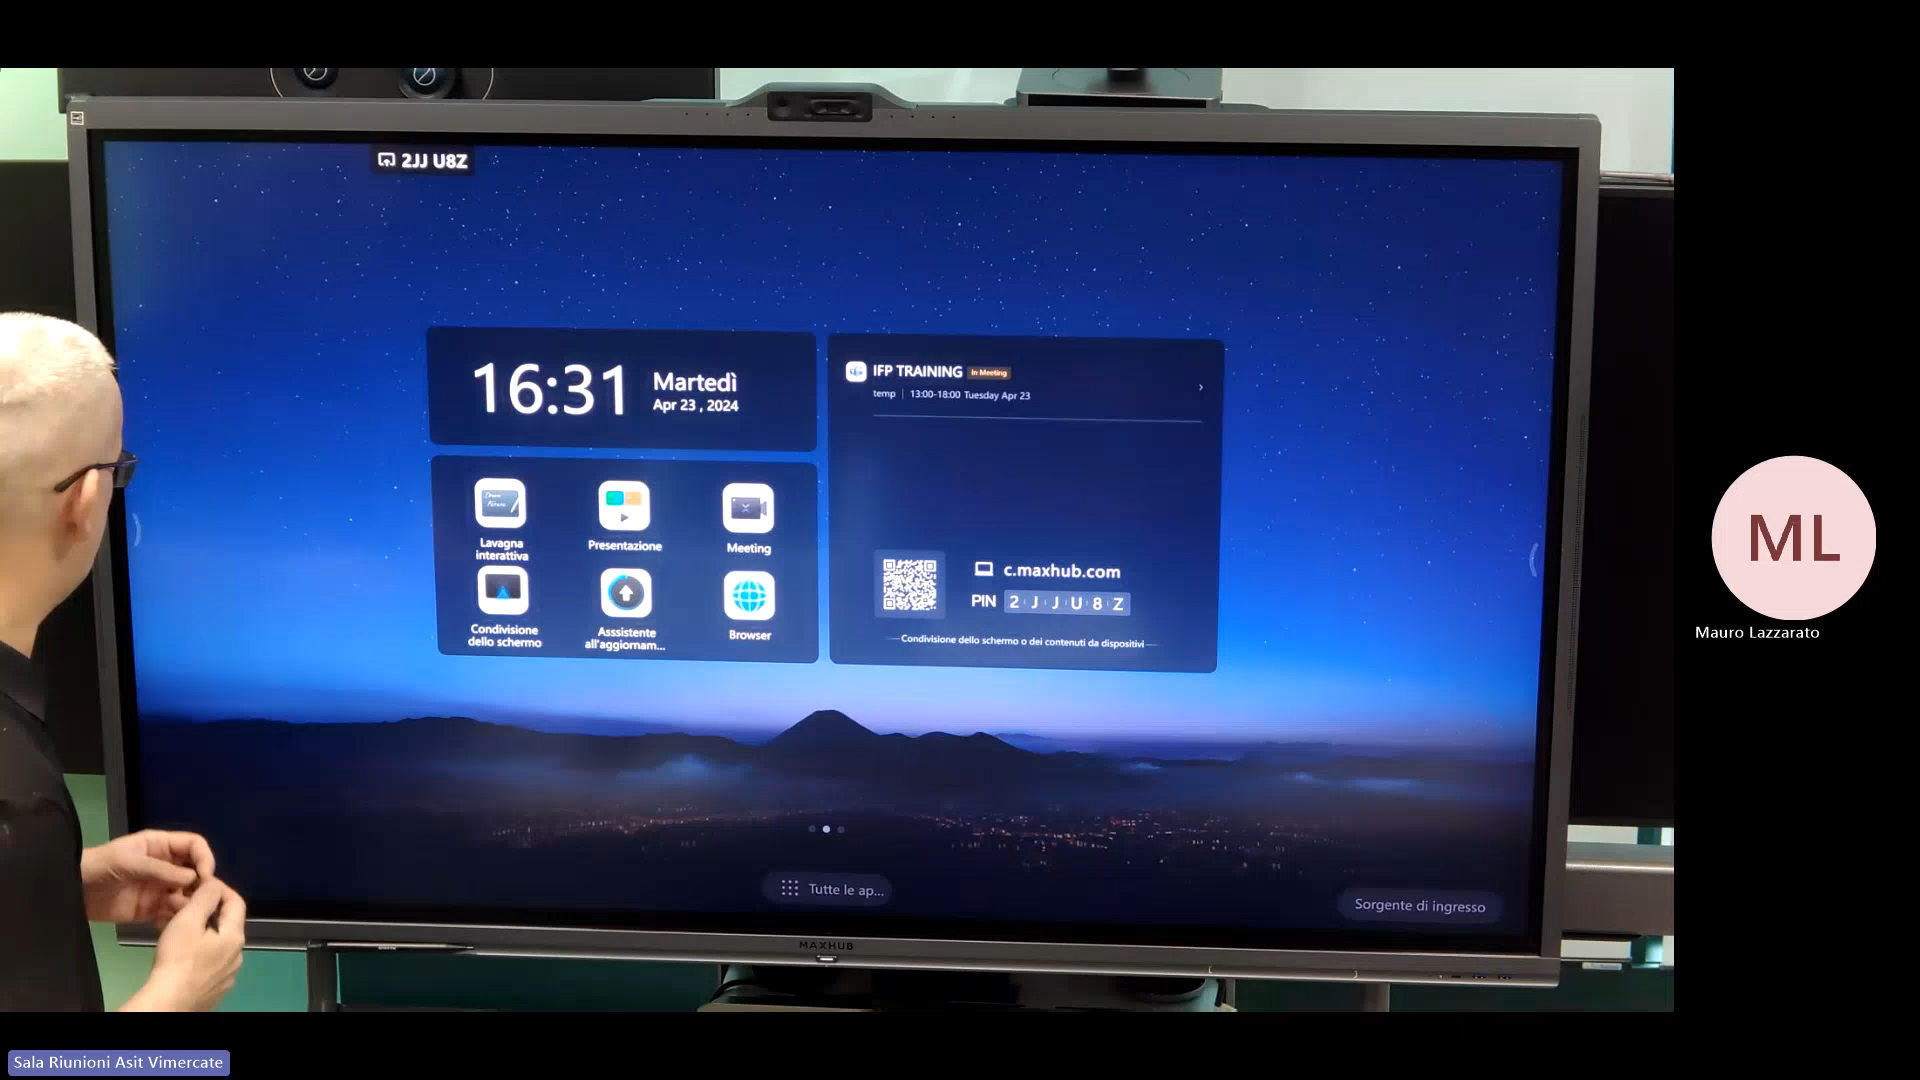 2JJ U8Z
16:31
Martedì
Apr 23 , 2024
IFP TRAINING In Meeting
temp 13:00-18:00 Tuesday Apr 23
Lavagna
interattiva
Presentazione
Meeting
Condivisione
dello schermo
Asssistente
all'aggiornam...
Browser
c.maxhub.com
PIN 2 J J U 8 Z
Condivisione dello schermo o dei contenuti da dispositivi
Tutte le ap...
Sorgente di ingresso
MAXHUB
ML
Mauro Lazzarato
Sala Riunioni Asit Vimercate